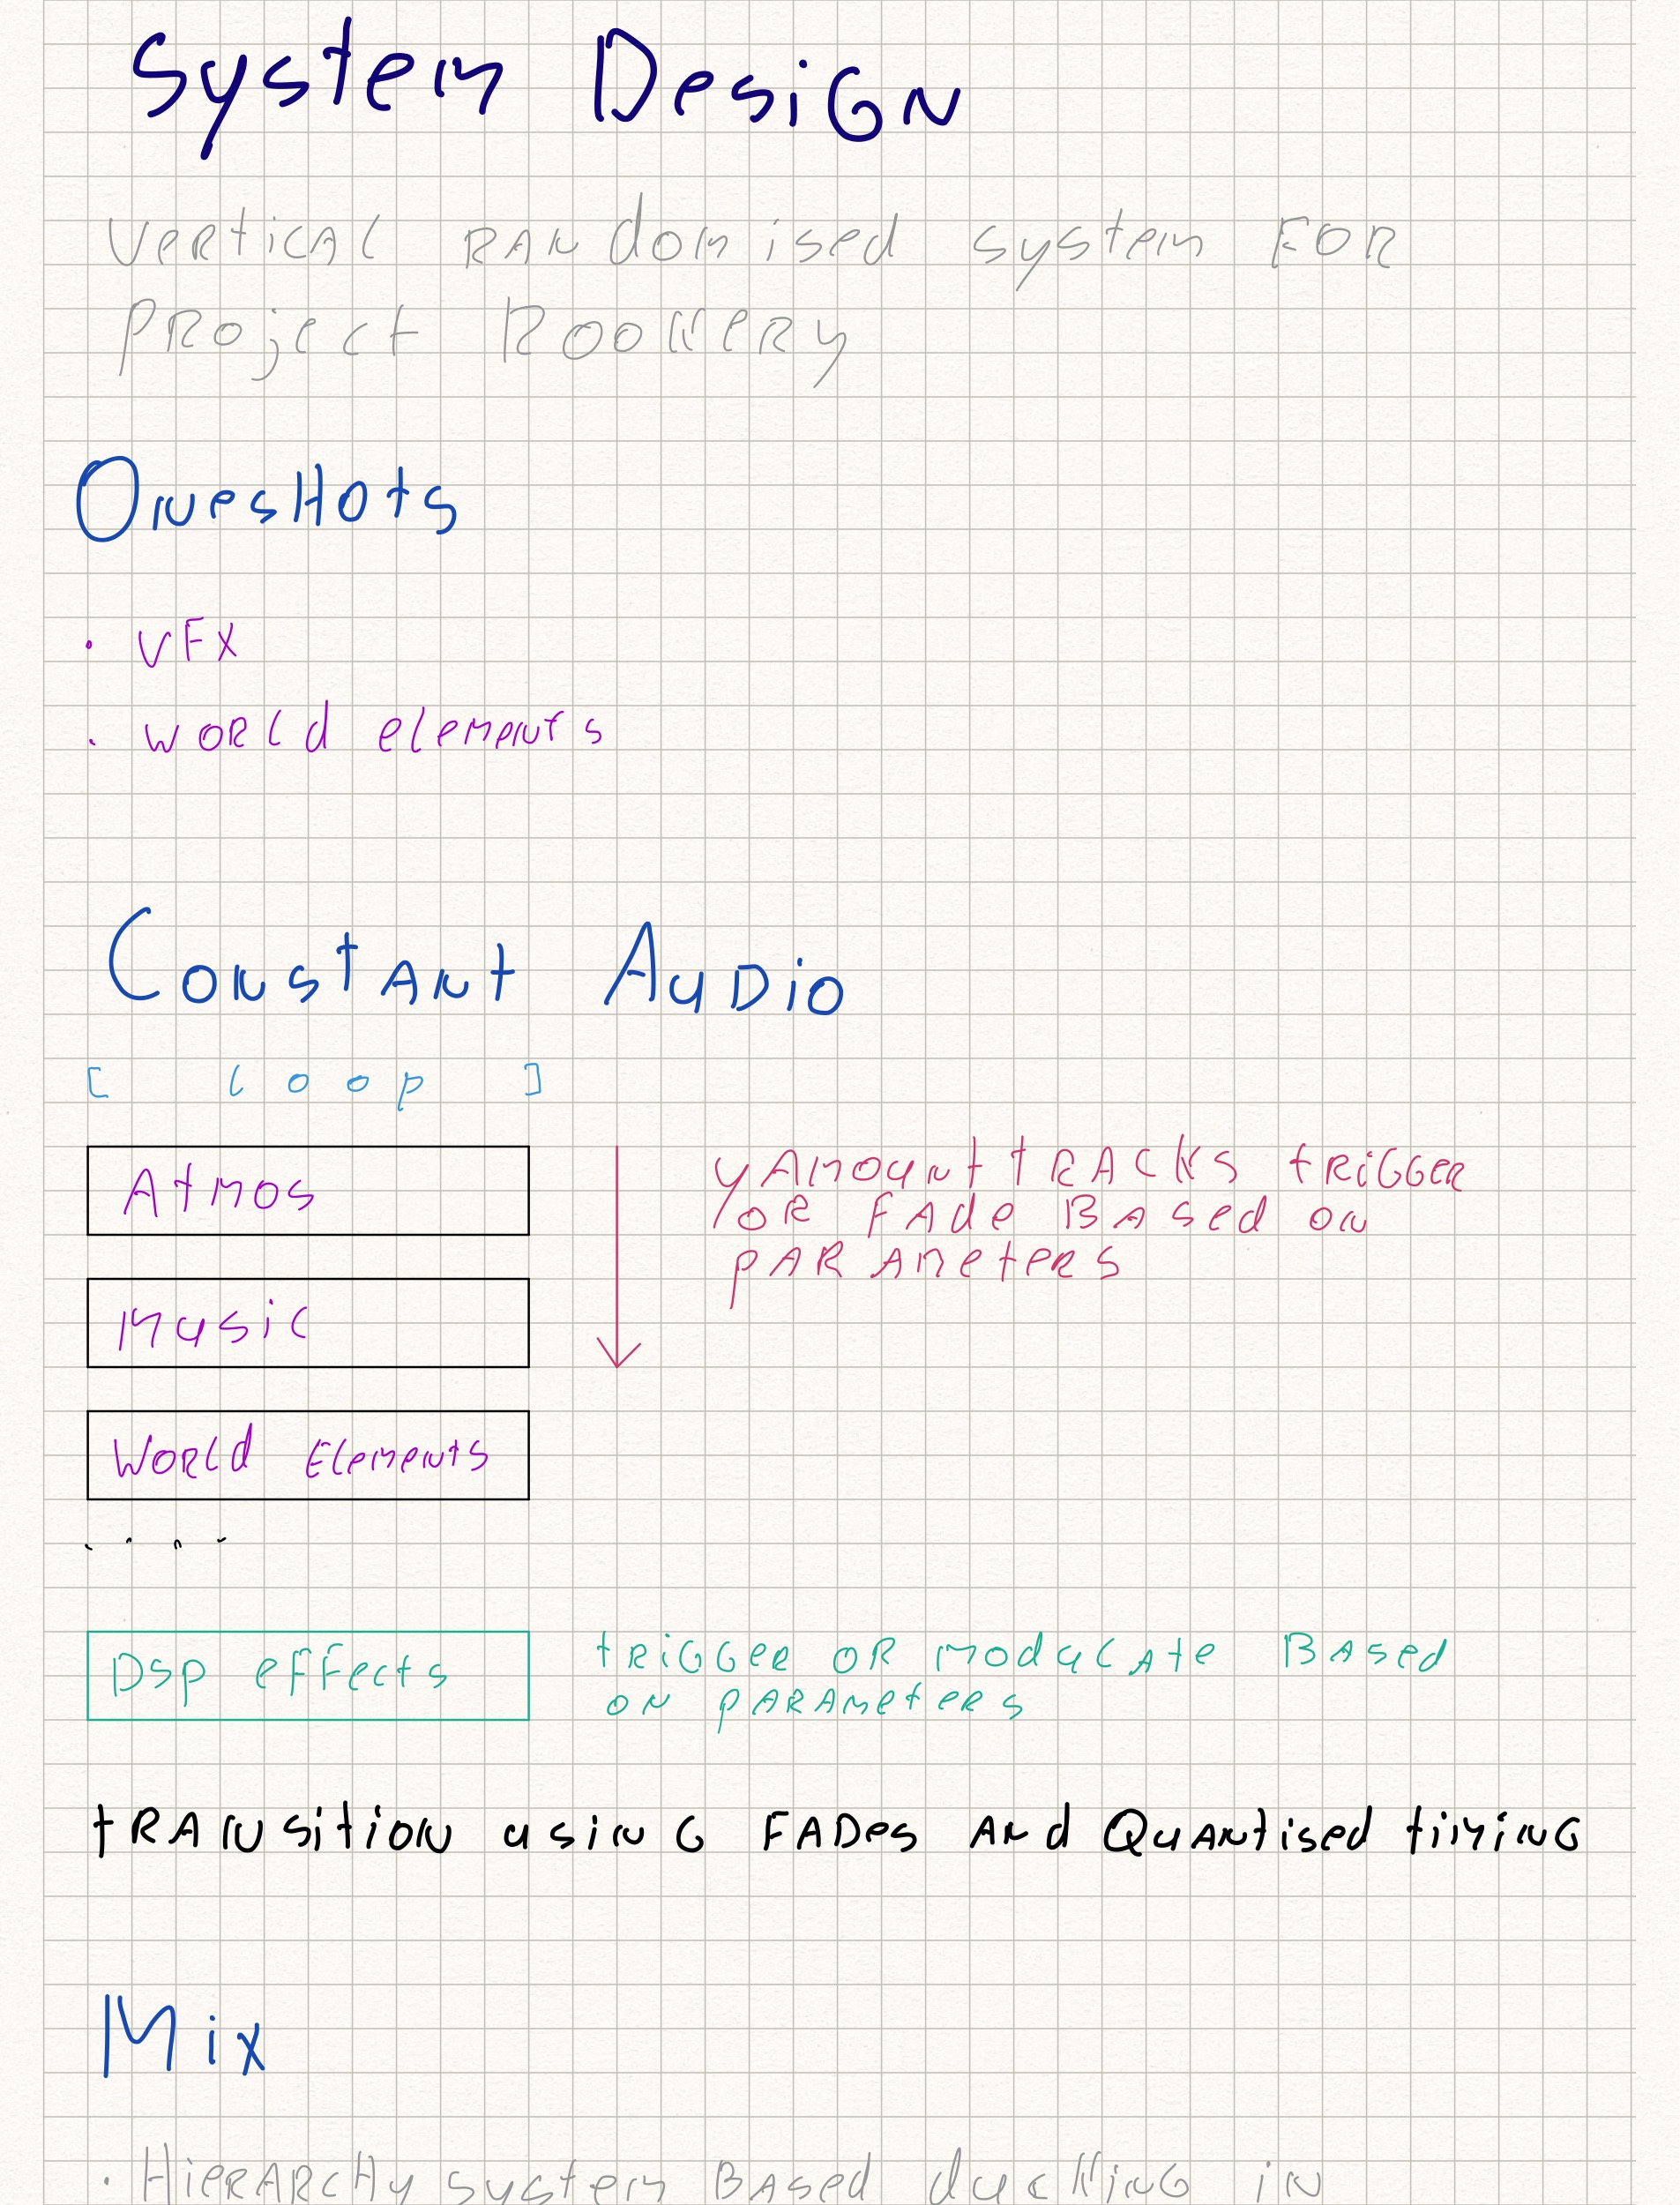 System Design
Vertical Randomised system for
Project Rookery
Oneshots
· VFX
· World elements
Constant Audio
[ loop ]
Atmos
y Amount tracks trigger
or fade based on
parameters
Music
World Elements
....
Dsp effects
trigger or modulate based
on parameters
transition using fades and Quantised timing
Mix
· Hierarchy system based ducking in